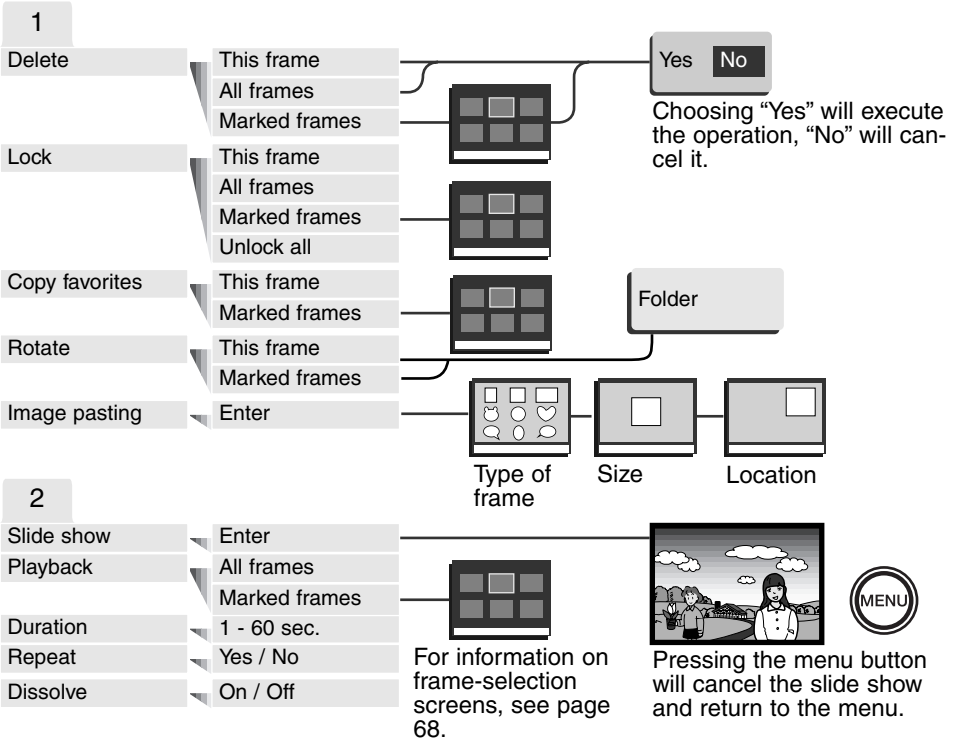 1
Delete
This frame
All frames
Marked frames
Yes No
Choosing “Yes” will execute
the operation, “No” will can-
cel it.
Lock
This frame
All frames
Marked frames
Unlock all
Copy favorites
This frame
Marked frames
Folder
Rotate
This frame
Marked frames
Image pasting
Enter
Type of
frame
Size
Location
2
Slide show
Enter
Playback
All frames
Marked frames
Duration
1 - 60 sec.
Repeat
Yes / No
Dissolve
On / Off
For information on
frame-selection
screens, see page
68.
MENU
Pressing the menu button
will cancel the slide show
and return to the menu.